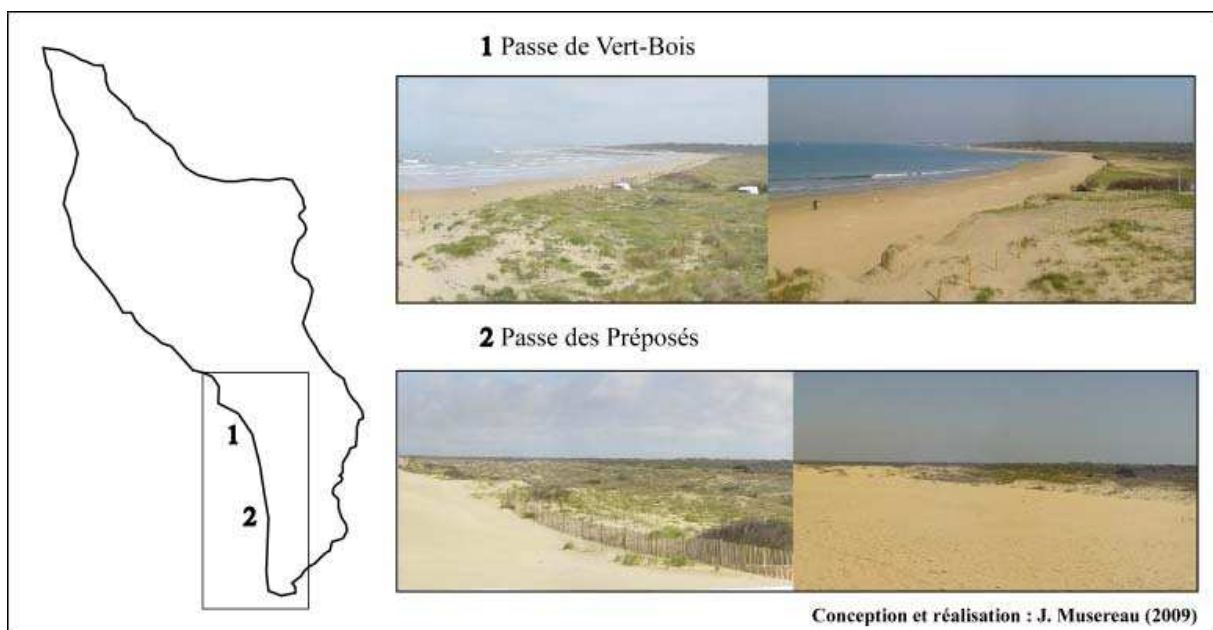 1 Passe de Vert-Bois
1
2
2 Passe des Préposés
Conception et réalisation : J. Musereau (2009)